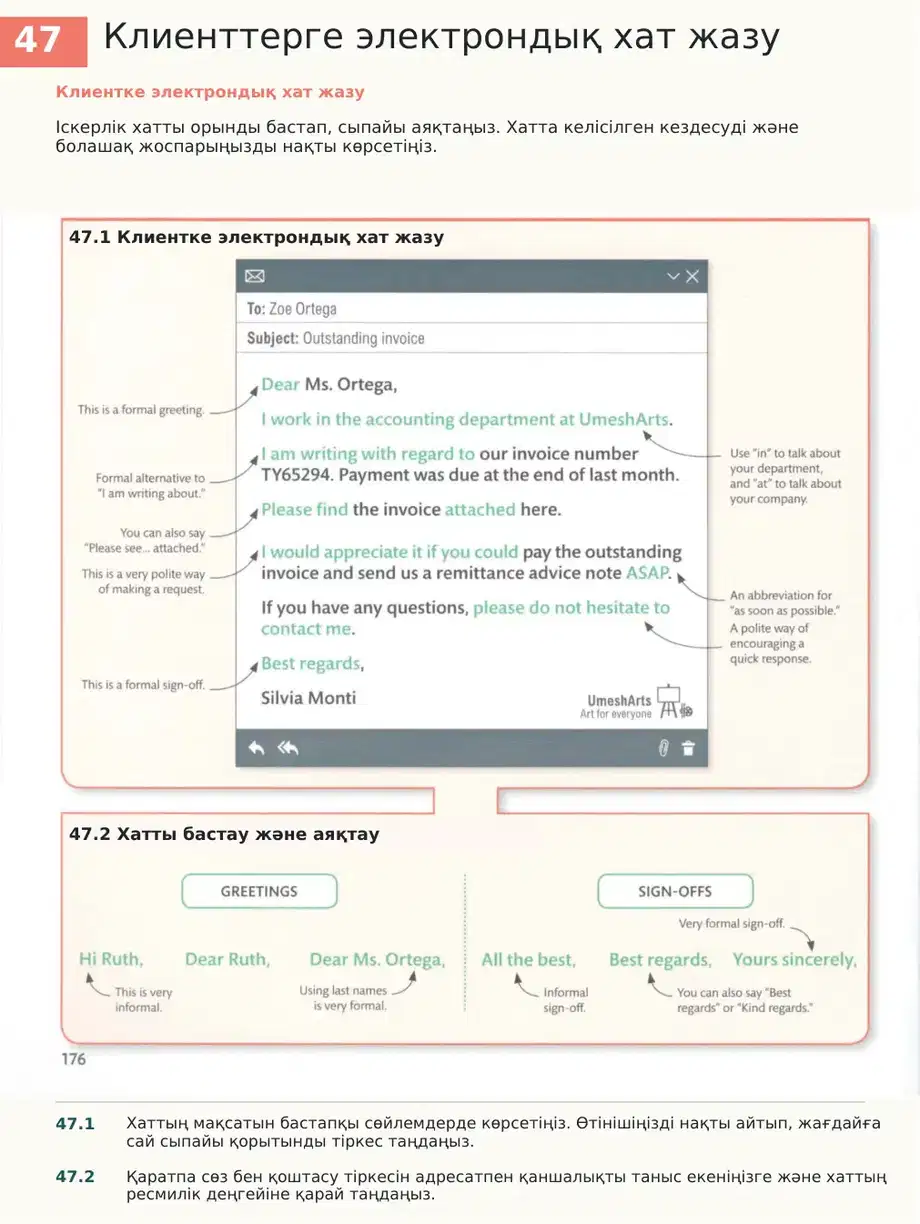 47
Клиенттерге электрондық хат жазу
Клиентке электрондық хат жазу
Іскерлік хатты орынды бастап, сыпайы аяқтаңыз. Хатта келісілген кездесуді және
болашақ жоспарыңызды нақты көрсетіңіз.
47.1 Клиентке электрондық хат жазу
To: Zoe Ortega
Subject: Outstanding invoice
Dear Ms. Ortega,
This is a formal greeting.
I work in the accounting department at UmeshArts.
Use "in" to talk about
your department,
and "at" to talk about
your company.
I am writing with regard to our invoice number
TY65294. Payment was due at the end of last month.
Formal alternative to
"I am writing about."
Please find the invoice attached here.
You can also say
"Please see... attached."
I would appreciate it if you could pay the outstanding
invoice and send us a remittance advice note ASAP.
This is a very polite way
of making a request.
An abbreviation for
"as soon as possible."
If you have any questions, please do not hesitate to
contact me.
A polite way of
encouraging a
quick response.
Best regards,
This is a formal sign-off.
Silvia Monti
UmeshArts
Art for everyone
47.2 Хатты бастау және аяқтау
GREETINGS
Hi Ruth,
Dear Ruth,
Dear Ms. Ortega,
This is very
informal.
Using last names
is very formal.
SIGN-OFFS
Very formal sign-off.
All the best,
Best regards,
Yours sincerely,
Informal
sign-off.
You can also say "Best
regards" or "Kind regards."
176
47.1 Хаттың мақсатын бастапқы сөйлемдерде көрсетіңіз. Өтінішіңізді нақты айтып, жағдайға
сай сыпайы қорытынды тіркес таңдаңыз.
47.2 Қаратпа сөз бен қоштасу тіркесін адресатпен қаншалықты таныс екеніңізге және хаттың
ресмилік деңгейіне қарай таңдаңыз.